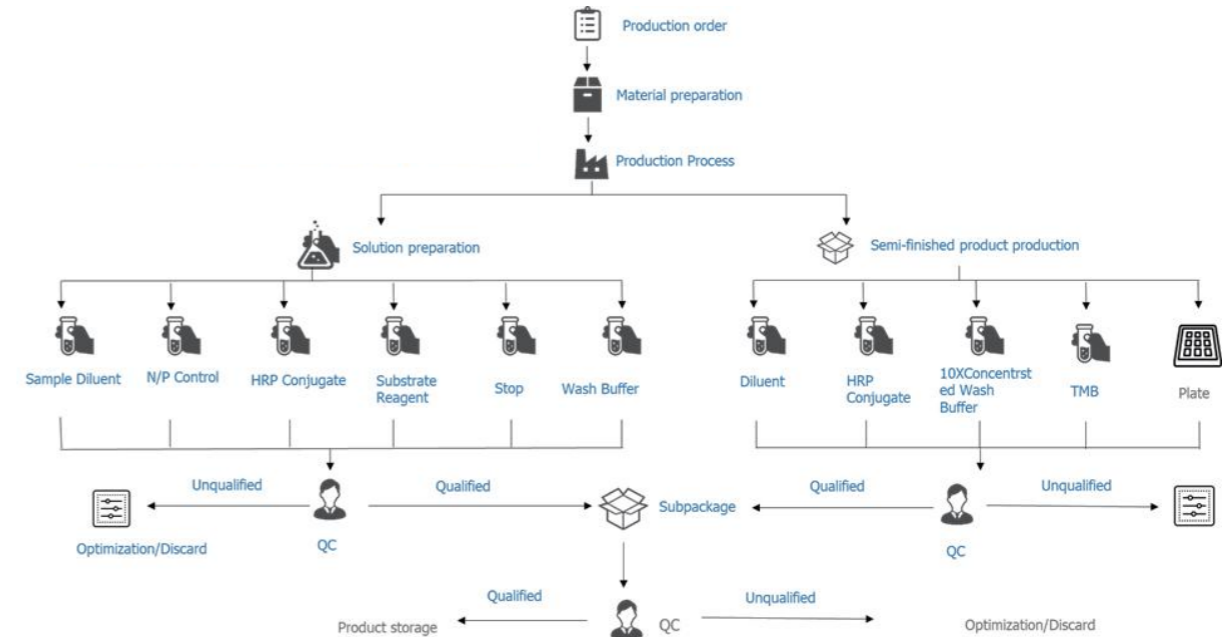 Production order
Material preparation
Production Process
Solution preparation
Semi-finished product production
Sample Diluent
N/P Control
HRP Conjugate
Substrate
Reagent
Stop
Wash Buffer
Diluent
HRP
Conjugate
10XConcentrst
ed Wash
Buffer
TMB
Plate
Unqualified
Qualified
Subpackage
Qualified
Unqualified
Optimization/Discard
QC
QC
Qualified
Unqualified
Product storage
QC
Optimization/Discard